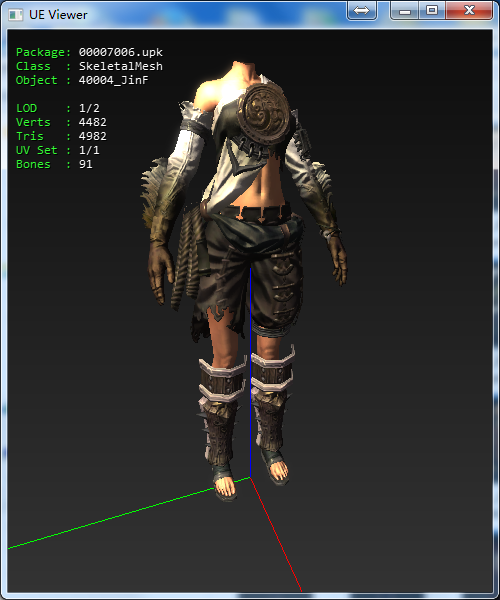 UE Viewer
Package: 00007006.upk
Class : SkeletalMesh
Object : 40004_JinF
LOD : 1/2
Verts : 4482
Tris : 4982
UV Set : 1/1
Bones : 91